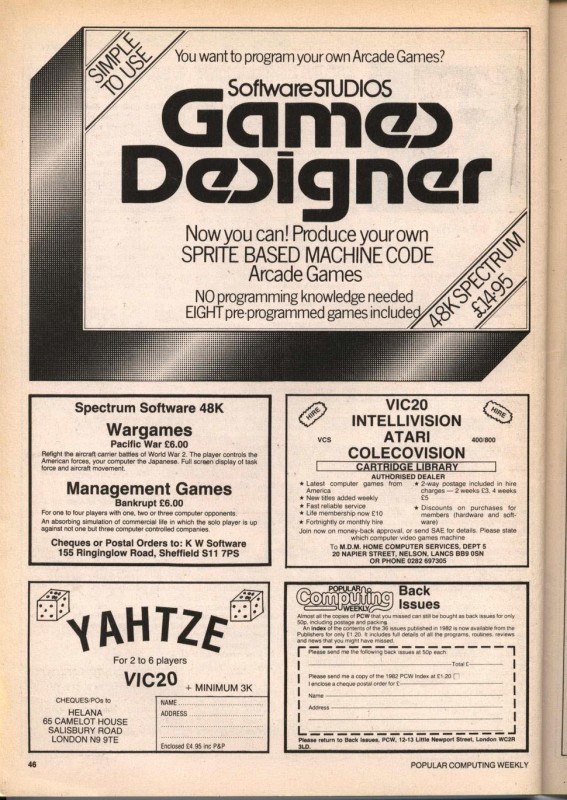 SIMPLE
TO USE
You want to program your own Arcade Games?
Software STUDIOS
Games
Designer
Now you can! Produce your own
SPRITE BASED MACHINE CODE
Arcade Games
NO programming knowledge needed
EIGHT pre-programmed games included
48K SPECTRUM
£14·95
Spectrum Software 48K
Wargames
Pacific War £6.00
Refight the aircraft carrier battles of World War 2. The player controls the
American forces, your computer the Japanese. Full screen display of task
force and aircraft movement.
Management Games
Bankrupt £6.00
For one to four players with one, two or three computer opponents.
An absorbing simulation of commercial life in which the solo player is up
against not one but three computer controlled companies.
Cheques or Postal Orders to: K W Software
155 Ringinglow Road, Sheffield S11 7PS
HIRE
HIRE
VIC20
INTELLIVISION
VCS ATARI 400/800
COLECOVISION
CARTRIDGE LIBRARY
AUTHORISED DEALER
★ Latest computer games from
America
★ New titles added weekly
★ Fast reliable service
★ Life membership now £10
★ Fortnightly or monthly hire
★ 2-way postage included in hire
charges — 2 weeks £3, 4 weeks
£5
★ Discounts on purchases for
members (hardware and soft-
ware)
Join now on money-back approval, or send SAE for details. Please state
which computer video games machine
To M.D.M. HOME COMPUTER SERVICES, DEPT 5
20 NAPIER STREET, NELSON, LANCS BB9 0SN
OR PHONE 0282 697305
YAHTZE
For 2 to 6 players
VIC20 + MINIMUM 3K
CHEQUES/POs to
HELANA
65 CAMELOT HOUSE
SALISBURY ROAD
LONDON N9 9TE
NAME
ADDRESS
Enclosed £4.95 inc P&P
POPULAR
Computing
WEEKLY
Back
Issues
Almost all the copies of PCW that you missed can still be bought as back issues for only
50p, including postage and packing
An index of the contents of the 36 issues published in 1982 is now available from the
Publishers for only £1.20. It includes full details of all the programs, routines, reviews
and news that you might have missed.
Please send me the following back issues at 50p each:
Total £
Please send me a copy of the 1982 PCW Index at £1.20
I enclose a cheque postal order for £
Name
Address
Please return to Back Issues, PCW, 12-13 Little Newport Street, London WC2R
3LD.
46
POPULAR COMPUTING WEEKLY